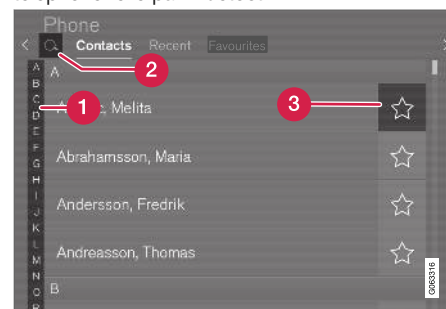 Phone
Contacts Recent Favourites
2
A
B
C
D
E
F
G
H
I
J
K
L
M
N
O
A
1
Melita
3
Abrahamsson, Maria
Andersson, Fredrik
Andreasson, Thomas
B
G063316